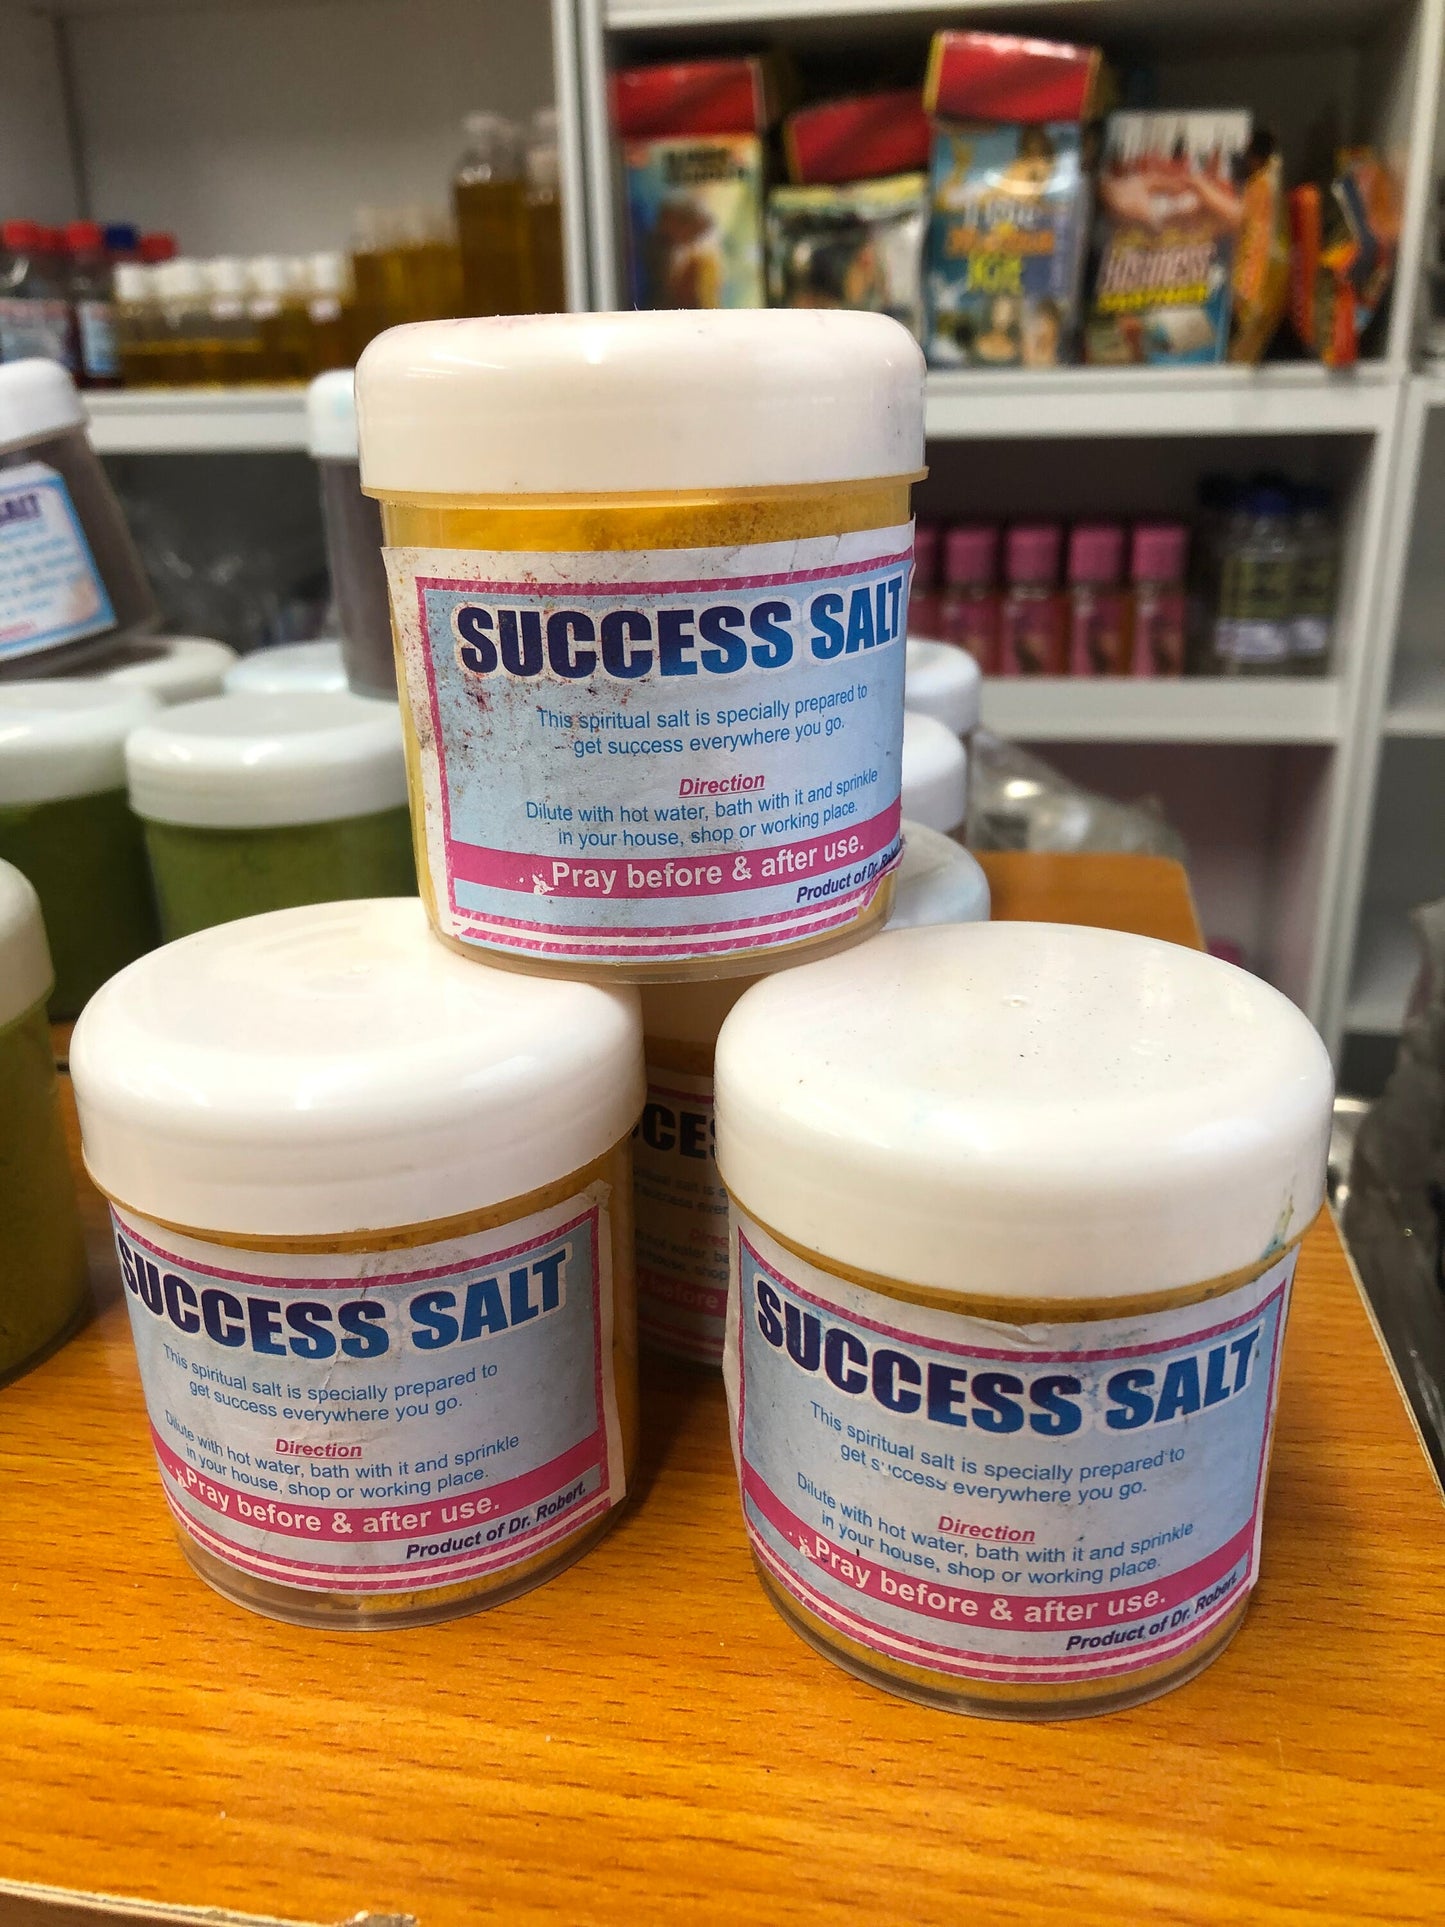 SUCCESS SALT
This spiritual salt is specially prepared to
get success everywhere you go.
Direction
Dilute with hot water, bath with it and sprinkle
in your house, shop or working place.
Pray before & after use.
Product of Dr.
SUCCESS SALT
This spiritual salt is specially prepared to
get success everywhere you go.
Direction
Dilute with hot water, bath with it and sprinkle
in your house, shop or working place.
Pray before & after use.
Product of Dr. Robert.
SUCCESS SALT
This spiritual salt is specially prepared to
get success everywhere you go.
Direction
Dilute with hot water, bath with it and sprinkle
in your house, shop or working place.
Pray before & after use.
Product of Dr. Robert.